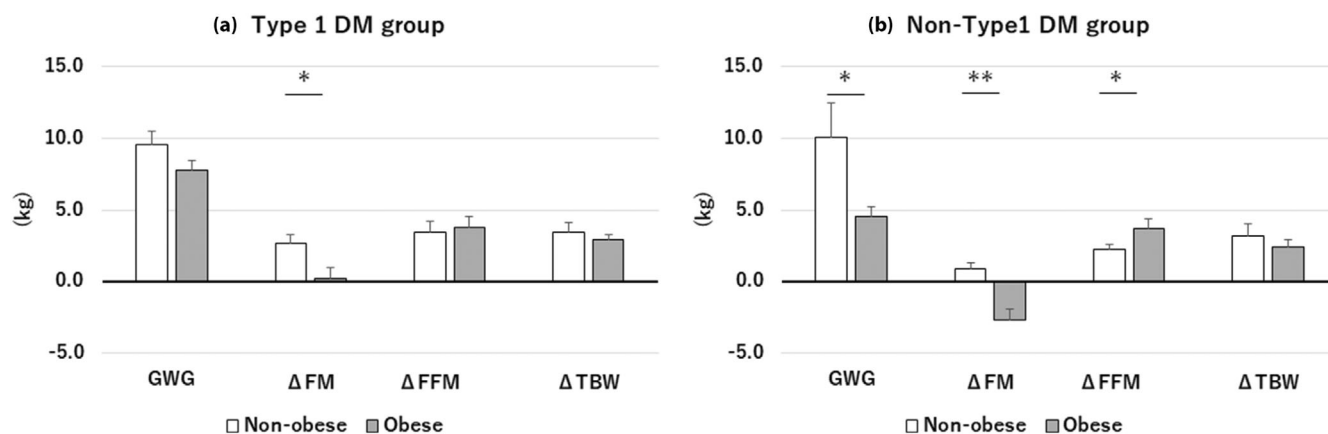 (a) Type 1 DM group
15.0
*
10.0
(kg)
5.0
0.0
-5.0
GWG ΔFM ΔFFM ΔTBW
Non-obese Obese
(b) Non-Type1 DM group
15.0
* ** *
10.0
(kg)
5.0
0.0
-5.0
GWG ΔFM ΔFFM ΔTBW
Non-obese Obese